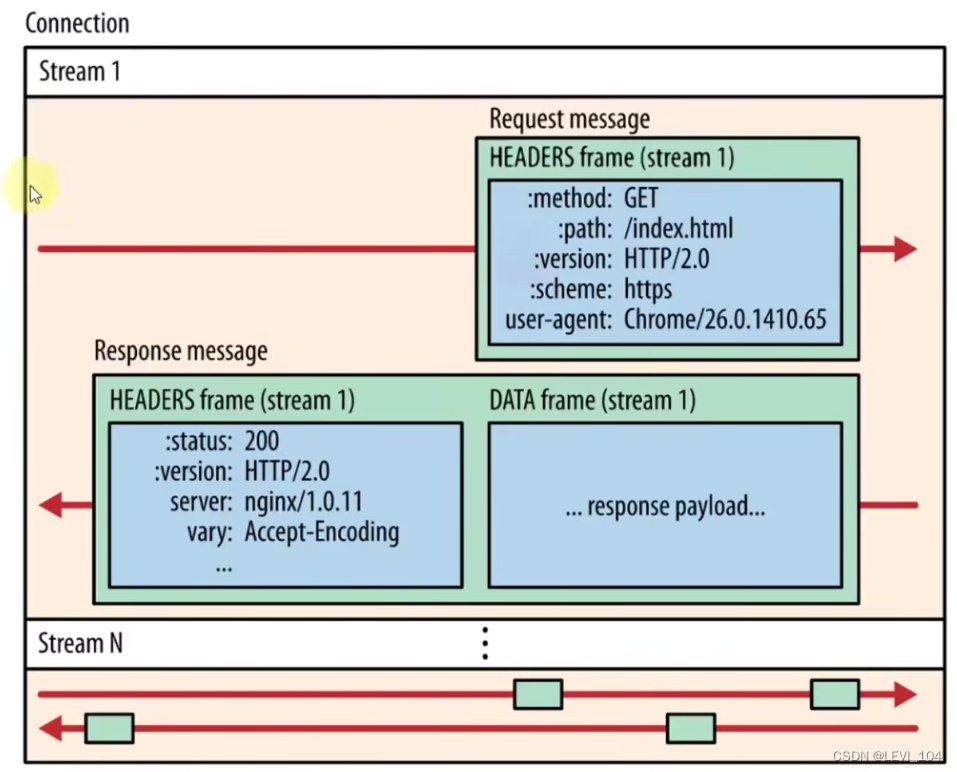 Connection
Stream 1
Request message
HEADERS frame (stream 1)
:method: GET
:path: /index.html
:version: HTTP/2.0
:scheme: https
user-agent: Chrome/26.0.1410.65
Response message
HEADERS frame (stream 1)
:status: 200
:version: HTTP/2.0
server: nginx/1.0.11
vary: Accept-Encoding
...
DATA frame (stream 1)
... response payload...
Stream N
CSDN @LEVI_104